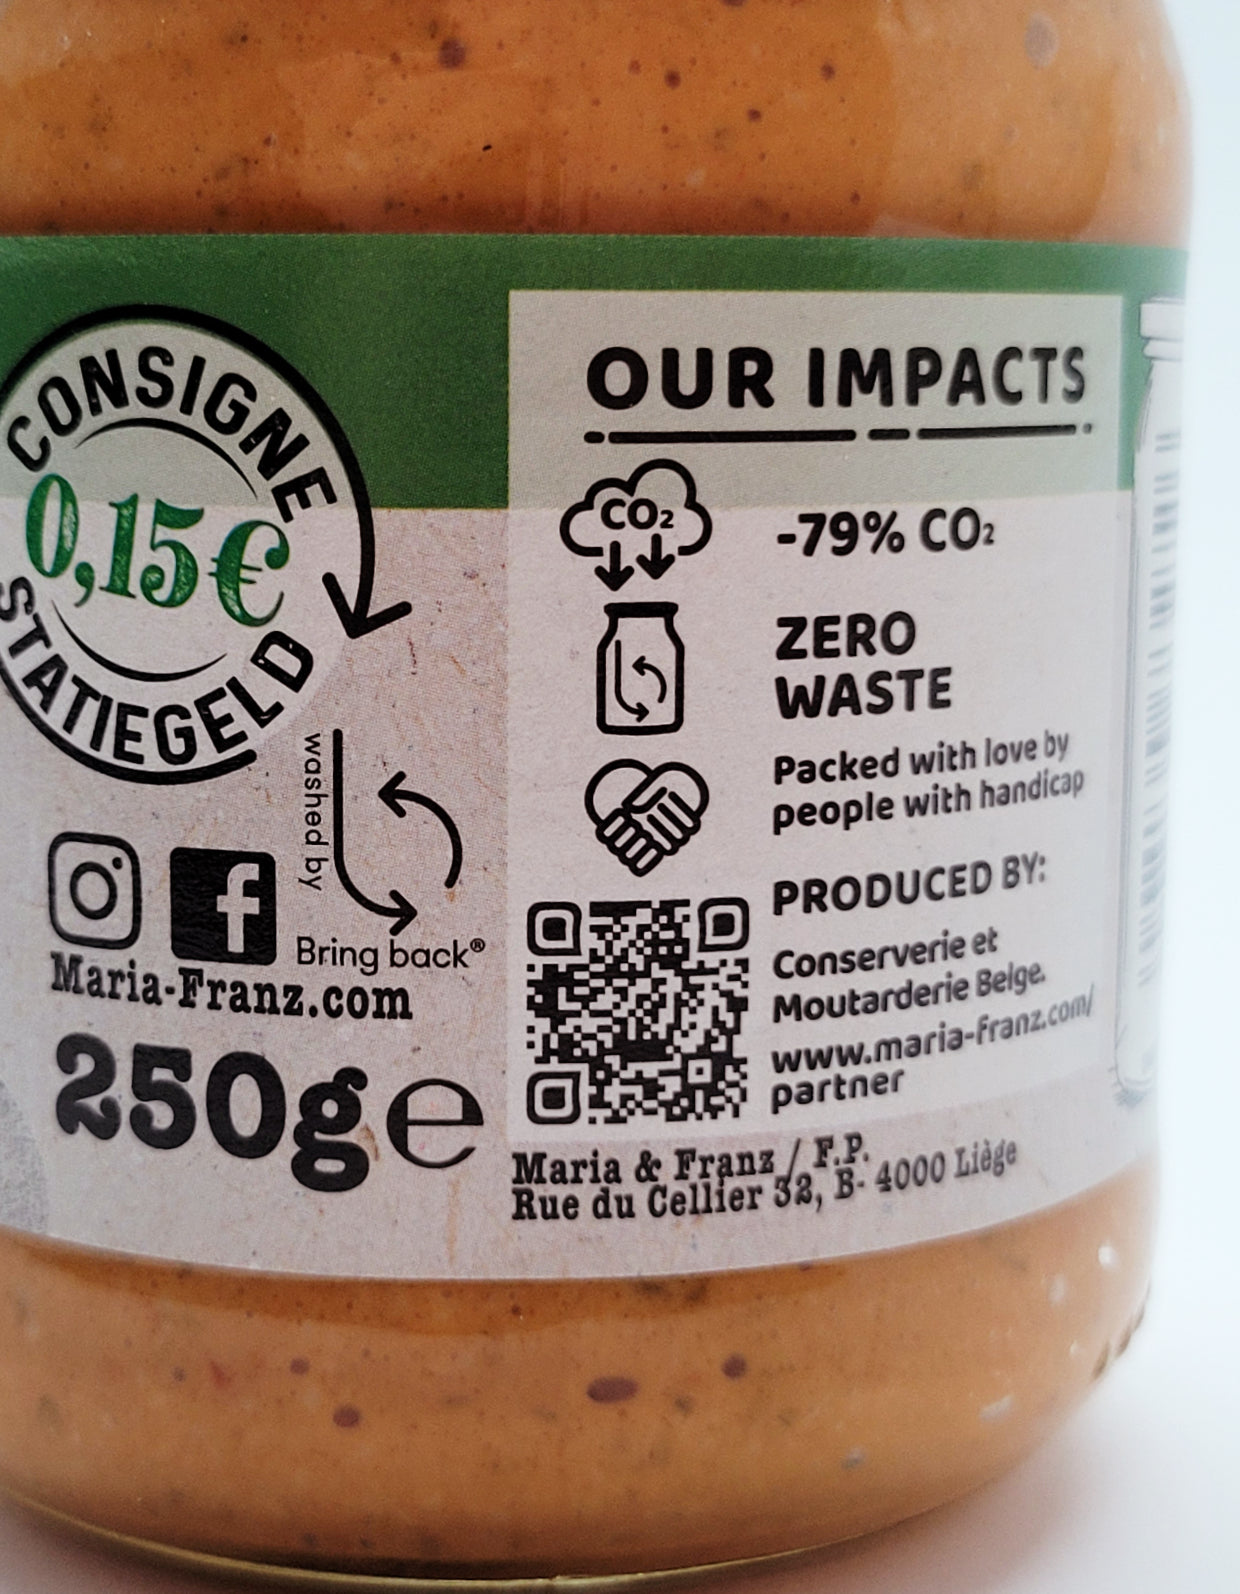 CONSIGNE
0,15€
STATIEGELD
washed by
Bring back®
Maria-Franz.com
250g e
OUR IMPACTS
CO₂
-79% CO₂
ZERO
WASTE
Packed with love by
people with handicap
PRODUCED BY:
Conserverie et
Moutarderie Belge.
www.maria-franz.com/
partner
Maria & Franz / F.P.
Rue du Cellier 32, B- 4000 Liège